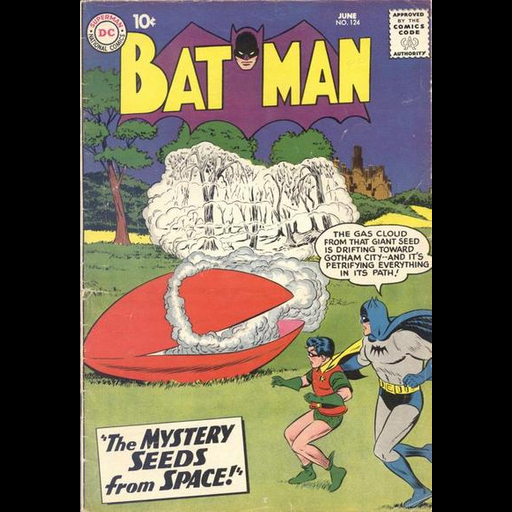 SUPERMAN
DC
NATIONAL COMICS
10¢
JUNE
NO. 124
APPROVED
BY THE
COMICS
CODE
CA
AUTHORITY
BATMAN
THE GAS CLOUD
FROM THAT GIANT SEED
IS DRIFTING TOWARD
GOTHAM CITY--AND IT'S
PETRIFYING EVERYTHING
IN ITS PATH!
"The MYSTERY
SEEDS
from SPACE!"